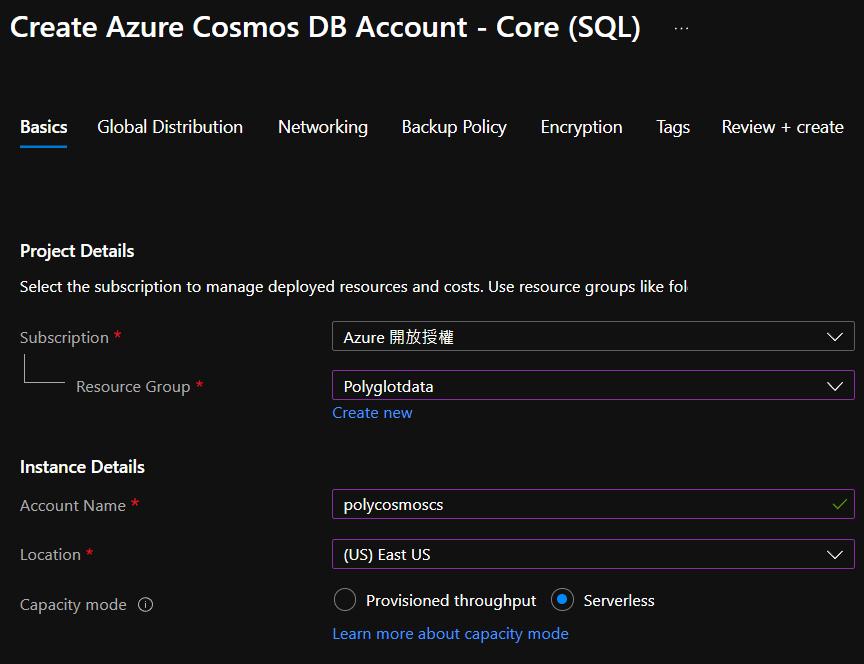 Create Azure Cosmos DB Account - Core (SQL) ...
Basics Global Distribution Networking Backup Policy Encryption Tags Review + create
Project Details
Select the subscription to manage deployed resources and costs. Use resource groups like fol
Subscription * Azure 開放授權
Resource Group * Polyglotdata
Create new
Instance Details
Account Name * polycosmoscs
Location * (US) East US
Capacity mode Provisioned throughput Serverless
Learn more about capacity mode